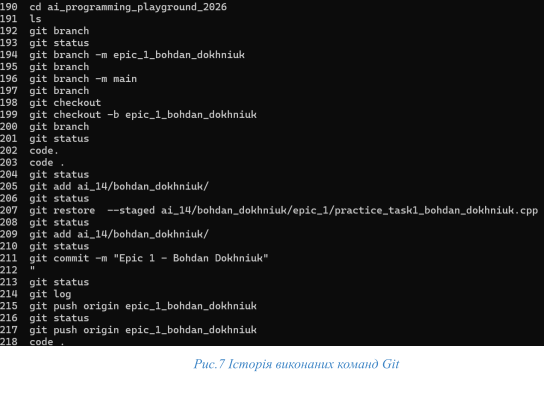 190 cd ai_programming_playground_2026
191 ls
192 git branch
193 git status
194 git branch -m epic_1_bohdan_dokhniuk
195 git branch
196 git branch -m main
197 git branch
198 git checkout
199 git checkout -b epic_1_bohdan_dokhniuk
200 git branch
201 git status
202 code.
203 code .
204 git status
205 git add ai_14/bohdan_dokhniuk/
206 git status
207 git restore  --staged ai_14/bohdan_dokhniuk/epic_1/practice_task1_bohdan_dokhniuk.cpp
208 git status
209 git add ai_14/bohdan_dokhniuk/
210 git status
211 git commit -m "Epic 1 - Bohdan Dokhniuk"
212 "
213 git status
214 git log
215 git push origin epic_1_bohdan_dokhniuk
216 git status
217 git push origin epic_1_bohdan_dokhniuk
218 code .
Рис.7 Історія виконаних команд Git